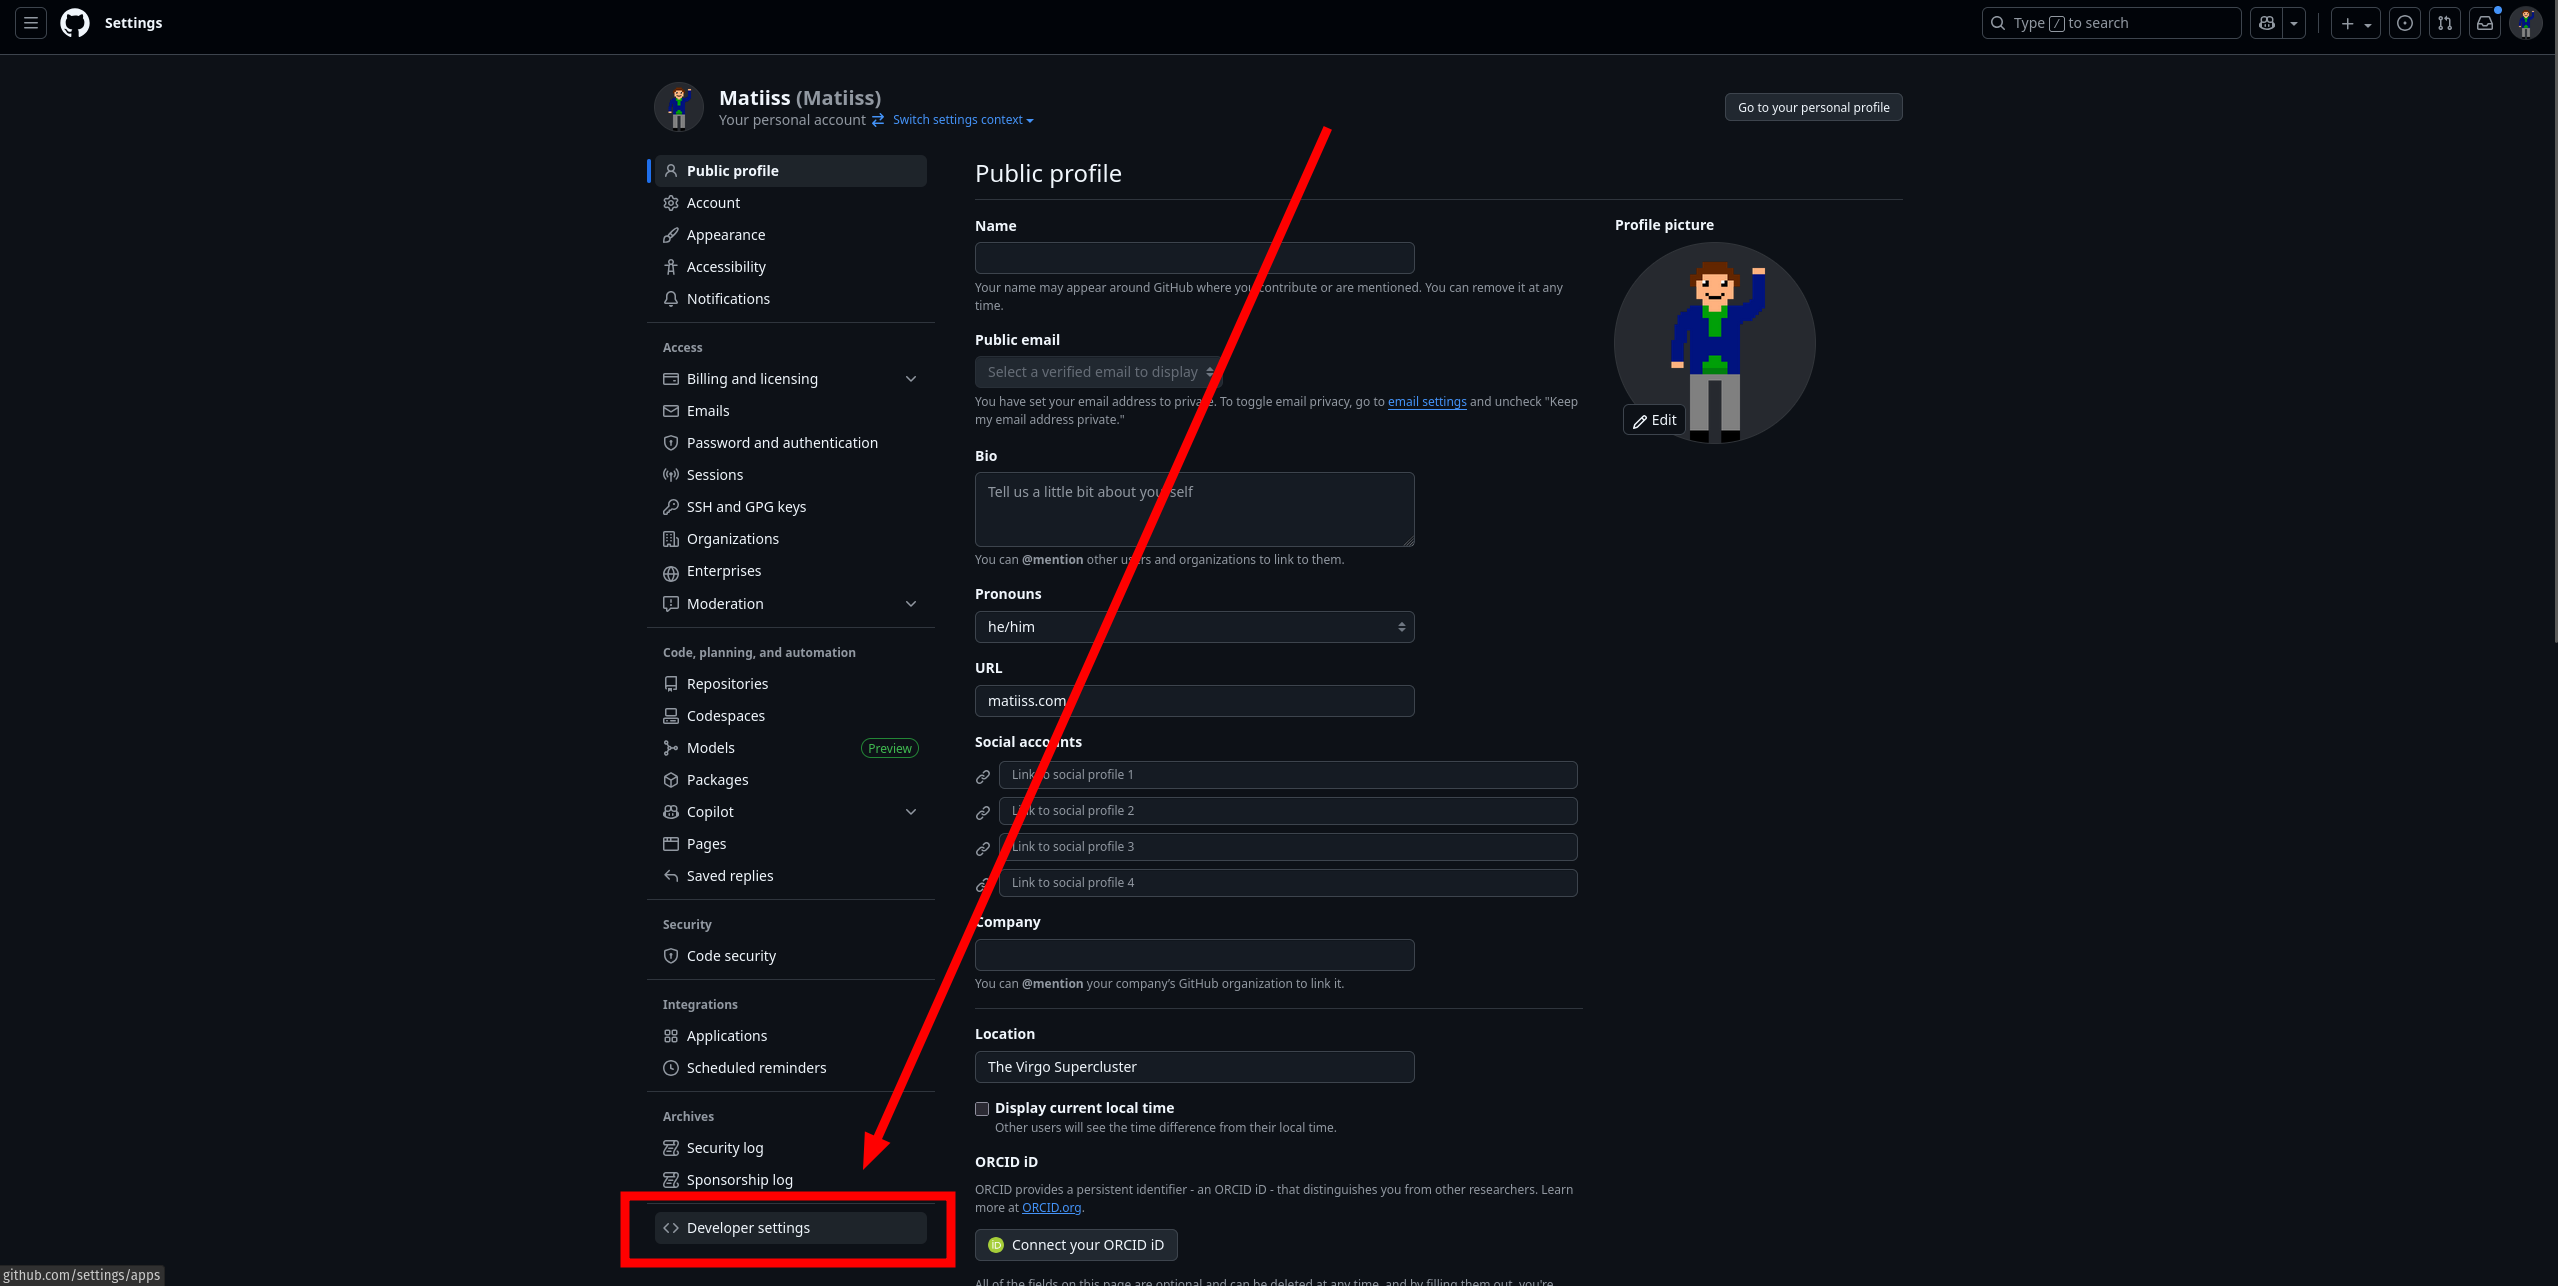 Settings
Type / to search
Matiiss (Matiiss)
Your personal account Switch settings context
Go to your personal profile
Public profile
Account
Appearance
Accessibility
Notifications
Access
Billing and licensing
Emails
Password and authentication
Sessions
SSH and GPG keys
Organizations
Enterprises
Moderation
Code, planning, and automation
Repositories
Codespaces
Models Preview
Packages
Copilot
Pages
Saved replies
Security
Code security
Integrations
Applications
Scheduled reminders
Archives
Security log
Sponsorship log
Developer settings
Public profile
Name
Your name may appear around GitHub where you contribute or are mentioned. You can remove it at any
time.
Public email
Select a verified email to display
You have set your email address to private. To toggle email privacy, go to email settings and uncheck "Keep
my email address private."
Bio
Tell us a little bit about yourself
You can @mention other users and organizations to link to them.
Pronouns
he/him
URL
matiiss.com
Social accounts
Link to social profile 1
Link to social profile 2
Link to social profile 3
Link to social profile 4
Company
You can @mention your company’s GitHub organization to link it.
Location
The Virgo Supercluster
Display current local time
Other users will see the time difference from their local time.
ORCID iD
ORCID provides a persistent identifier - an ORCID iD - that distinguishes you from other researchers. Learn
more at ORCID.org.
iD Connect your ORCID iD
All of the fields on this page are optional and can be deleted at any time, and by filling them out, you're
Profile picture
Edit
github.com/settings/apps